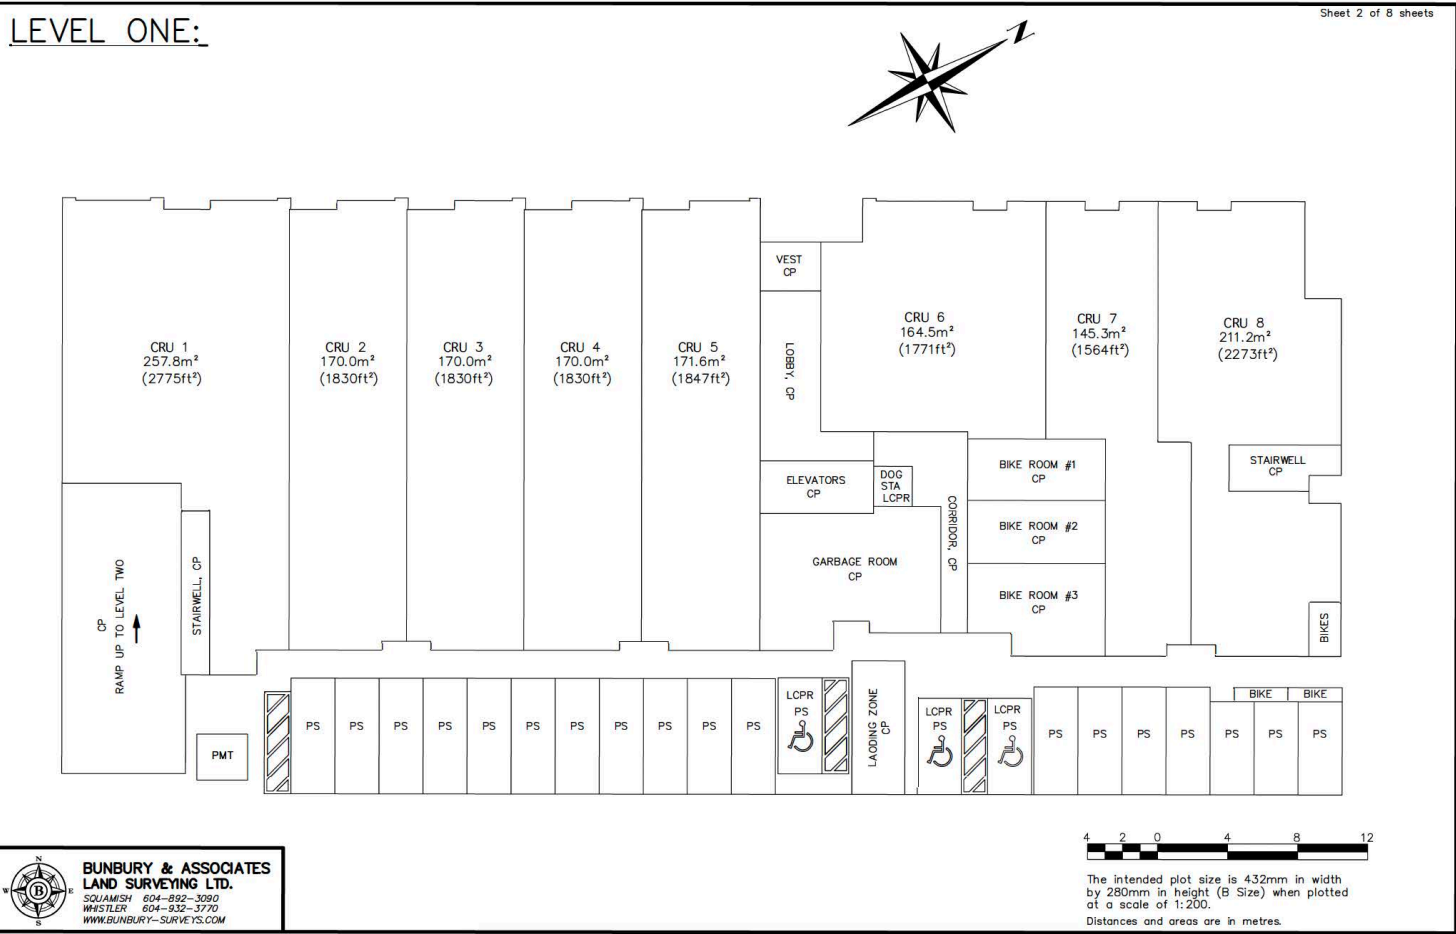 LEVEL ONE:
Sheet 2 of 8 sheets
N
VEST
CP
CRU 1
257.8m²
(2775ft²)
CRU 2
170.0m²
(1830ft²)
CRU 3
170.0m²
(1830ft²)
CRU 4
170.0m²
(1830ft²)
CRU 5
171.6m²
(1847ft²)
LOBBY, CP
CRU 6
164.5m²
(1771ft²)
CRU 7
145.3m²
(1564ft²)
CRU 8
211.2m²
(2273ft²)
ELEVATORS
CP
DOG
STA
LCPR
BIKE ROOM #1
CP
STAIRWELL
CP
CORRIDOR, CP
BIKE ROOM #2
CP
GARBAGE ROOM
CP
BIKE ROOM #3
CP
BIKES
CP
RAMP UP TO LEVEL TWO
STAIRWELL, CP
PMT
PS
PS
PS
PS
PS
PS
PS
PS
PS
PS
PS
LCPR
PS
LAODING ZONE
CP
LCPR
PS
LCPR
PS
PS
PS
PS
PS
PS
PS
PS
BIKE
BIKE
4 2 0 4 8 12
The intended plot size is 432mm in width
by 280mm in height (B Size) when plotted
at a scale of 1:200.
Distances and areas are in metres.
N
W
B
E
S
BUNBURY & ASSOCIATES
LAND SURVEYING LTD.
SQUAMISH 604-892-3090
WHISTLER 604-932-3770
WWW.BUNBURY-SURVEYS.COM